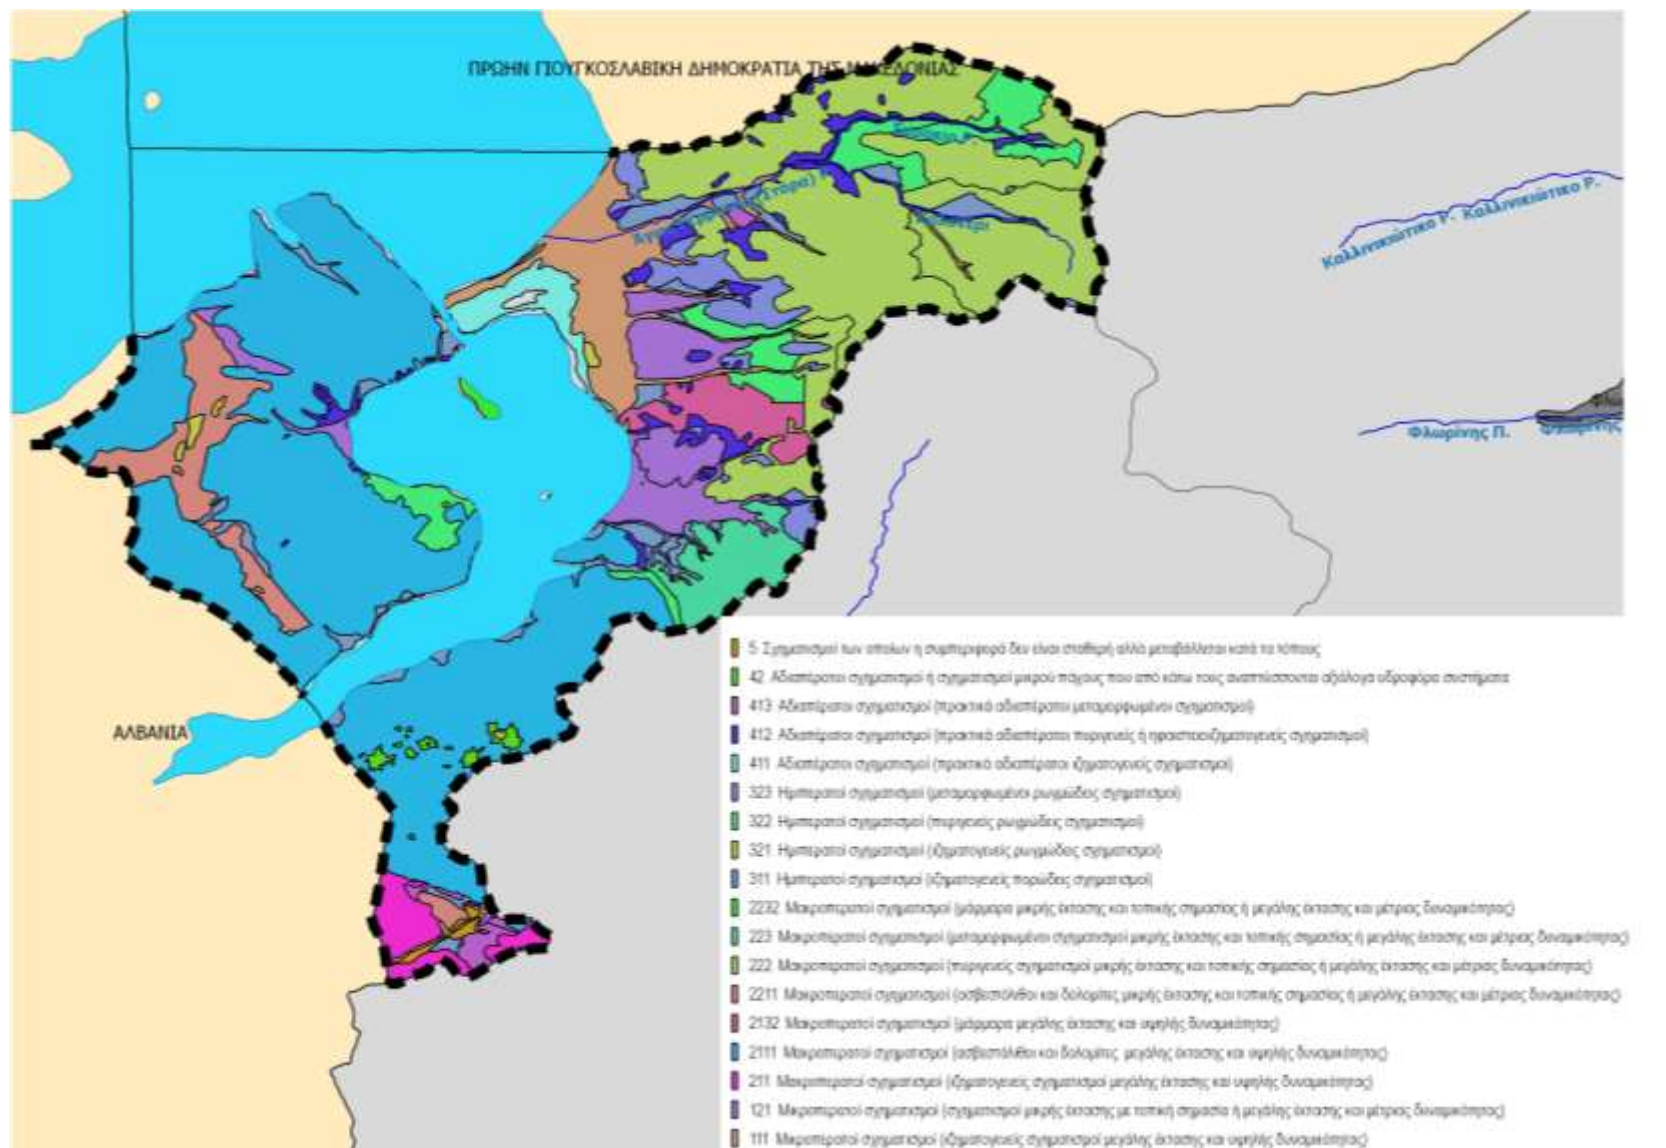 ΠΡΩΗΝ ΓΙΟΥΓΚΟΣΛΑΒΙΚΗ ΔΗΜΟΚΡΑΤΙΑ ΤΗΣ ΜΑΚΕΔΟΝΙΑΣ
Καλλινικιώτικο Ρ. Καλλινικιώτικο Ρ.
Φλωρίνης Π. Φλωρίνης
ΑΛΒΑΝΙΑ
5 Σχηματισμοί των οποίων η συμπεριφορά δεν είναι σταθερή αλλά μεταβάλλεται κατά το τόπους
42 Αδιαπέρατοι σχηματισμοί ή σχηματισμοί μικρού πάχους που από κάτω τους αναπτύσσονται αξιόλογα υδροφόρα συστήματα
413 Αδιαπέρατοι σχηματισμοί (πρακτικά αδιαπέρατοι μεταμορφωμένοι σχηματισμοί)
412 Αδιαπέρατοι σχηματισμοί (πρακτικά αδιαπέρατοι πυριγενείς ή ηφαιστειοιζηματογενείς σχηματισμοί)
411 Αδιαπέρατοι σχηματισμοί (πρακτικά αδιαπέρατοι ιζηματογενείς σχηματισμοί)
323 Ημιπερατοί σχηματισμοί (μεταμορφωμένοι ρωγμώδεις σχηματισμοί)
322 Ημιπερατοί σχηματισμοί (πυριγενείς ρωγμώδεις σχηματισμοί)
321 Ημιπερατοί σχηματισμοί (ιζηματογενείς ρωγμώδεις σχηματισμοί)
311 Ημιπερατοί σχηματισμοί (ιζηματογενείς πορώδεις σχηματισμοί)
2232 Μακροπερατοί σχηματισμοί (μάρμαρα μικρής έκτασης και τοπικής σημασίας ή μεγάλης έκτασης και μέτριας δυναμικότητας)
223 Μακροπερατοί σχηματισμοί (μεταμορφωμένοι σχηματισμοί μικρής έκτασης και τοπικής σημασίας ή μεγάλης έκτασης και μέτριας δυναμικότητας)
222 Μακροπερατοί σχηματισμοί (πυριγενείς σχηματισμοί μικρής έκτασης και τοπικής σημασίας ή μεγάλης έκτασης και μέτριας δυναμικότητας)
2211 Μακροπερατοί σχηματισμοί (ασβεστόλιθοι και δολομίτες μικρής έκτασης και τοπικής σημασίας ή μεγάλης έκτασης και μέτριας δυναμικότητας)
2132 Μακροπερατοί σχηματισμοί (μάρμαρα μεγάλης έκτασης και υψηλής δυναμικότητας)
2111 Μακροπερατοί σχηματισμοί (ασβεστόλιθοι και δολομίτες μεγάλης έκτασης και υψηλής δυναμικότητας)
211 Μακροπερατοί σχηματισμοί (ιζηματογενείς σχηματισμοί μεγάλης έκτασης και υψηλής δυναμικότητας)
121 Μικροπερατοί σχηματισμοί (σχηματισμοί μικρής έκτασης με τοπική σημασία ή μεγάλης έκτασης και μέτριας δυναμικότητας)
111 Μικροπερατοί σχηματισμοί (ιζηματογενείς σχηματισμοί μεγάλης έκτασης και υψηλής δυναμικότητας)